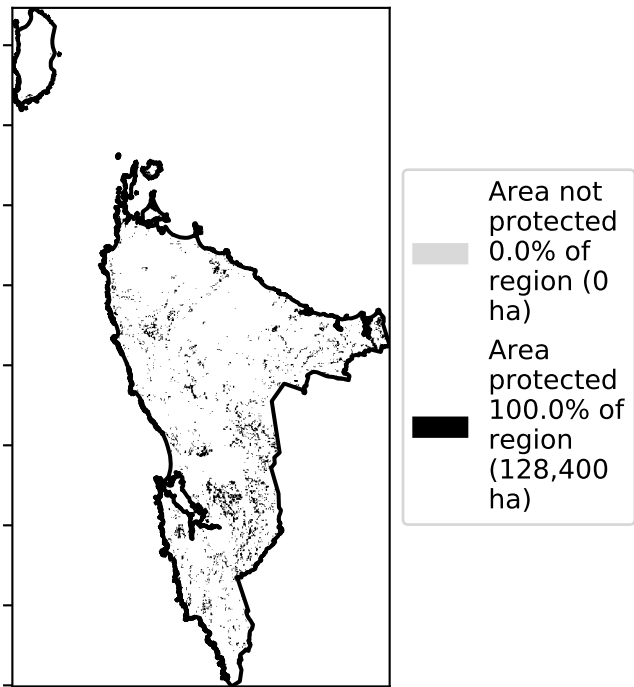 Area not
protected
0.0% of
region (0
ha)
Area
protected
100.0% of
region
(128,400
ha)